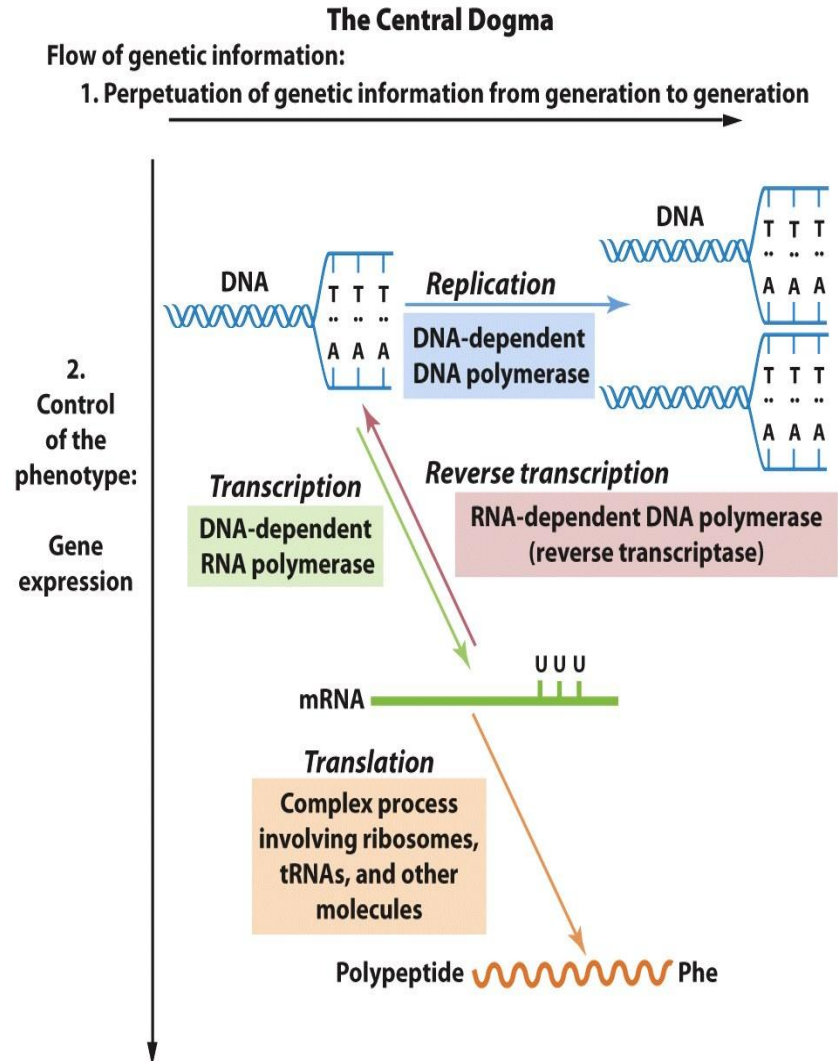 The Central Dogma
Flow of genetic information:
1. Perpetuation of genetic information from generation to generation
DNA
T T T
A A A
Replication
DNA-dependent
DNA polymerase
DNA
T T T
A A A
T T T
A A A
2.
Control
of the
phenotype:
Gene
expression
Transcription
DNA-dependent
RNA polymerase
Reverse transcription
RNA-dependent DNA polymerase
(reverse transcriptase)
U U U
mRNA
Translation
Complex process
involving ribosomes,
tRNAs, and other
molecules
Polypeptide
Phe